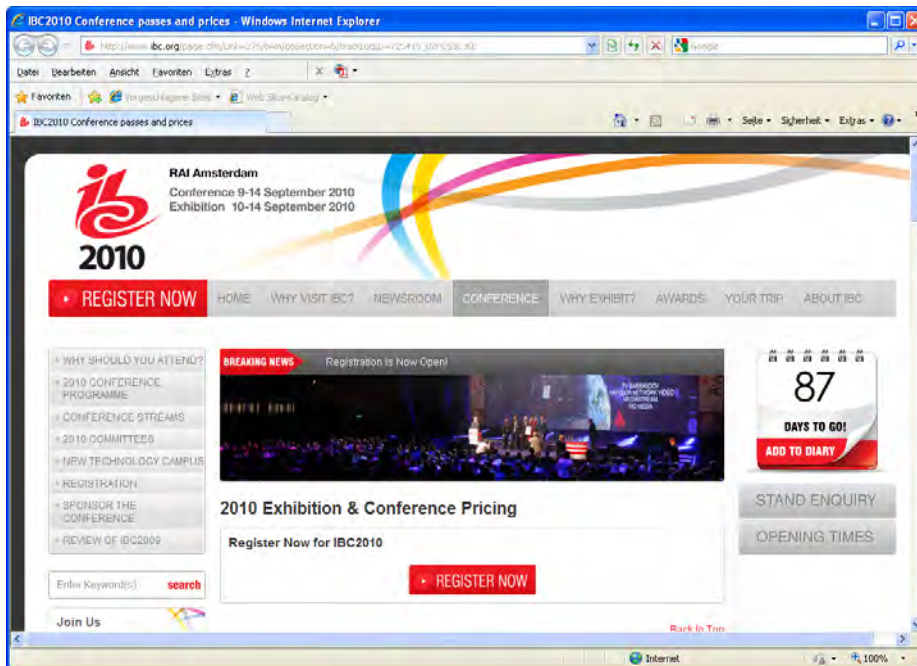 IBC2010 Conference passes and prices - Windows Internet Explorer
Google
Datei Bearbeiten Ansicht Favoriten Extras ?
Favoriten Vorgeschlagene Sites
IBC2010 Conference passes and prices
Seite Sicherheit Extras
RAI Amsterdam
Conference 9-14 September 2010
Exhibition 10-14 September 2010
ibc
2010
REGISTER NOW HOME WHY VISIT IBC? NEWSROOM CONFERENCE WHY EXHIBIT? AWARDS YOUR TRIP ABOUT IBC
WHY SHOULD YOU ATTEND?
2010 CONFERENCE
PROGRAMME
CONFERENCE STREAMS
2010 COMMITTEES
NEW TECHNOLOGY CAMPUS
REGISTRATION
SPONSOR THE
CONFERENCE
REVIEW OF IBC2009
Enter Keyword(s) search
Join Us
BREAKING NEWS Registration Is Now Open!
2010 Exhibition & Conference Pricing
Register Now for IBC2010
REGISTER NOW
Back to Top
87
DAYS TO GO!
ADD TO DIARY
STAND ENQUIRY
OPENING TIMES
Internet 100%